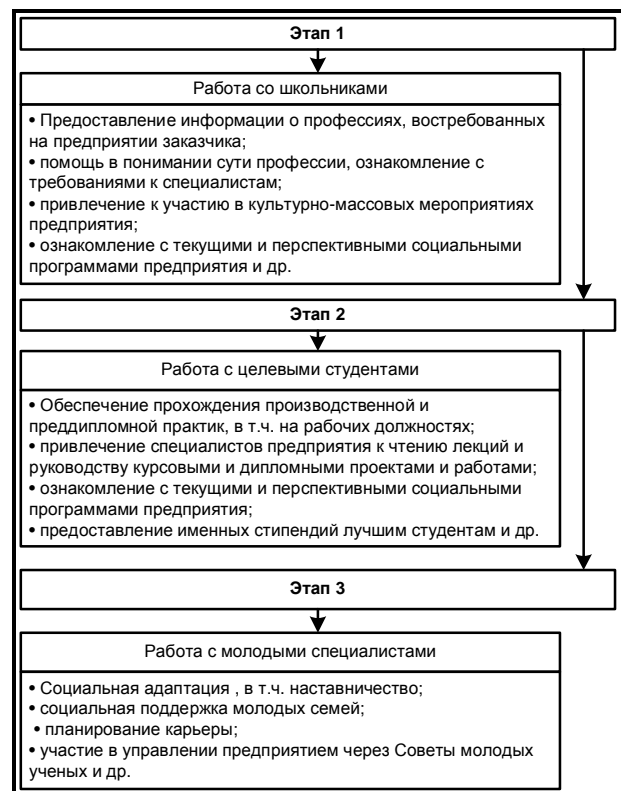 Этап 1
Работа со школьниками
• Предоставление информации о профессиях, востребованных
на предприятии заказчика;
• помощь в понимании сути профессии, ознакомление с
требованиями к специалистам;
• привлечение к участию в культурно-массовых мероприятиях
предприятия;
• ознакомление с текущими и перспективными социальными
программами предприятия и др.
Этап 2
Работа с целевыми студентами
• Обеспечение прохождения производственной и
преддипломной практик, в т.ч. на рабочих должностях;
• привлечение специалистов предприятия к чтению лекций и
руководству курсовыми и дипломными проектами и работами;
• ознакомление с текущими и перспективными социальными
программами предприятия;
• предоставление именных стипендий лучшим студентам и др.
Этап 3
Работа с молодыми специалистами
• Социальная адаптация , в т.ч. наставничество;
• социальная поддержка молодых семей;
• планирование карьеры;
• участие в управлении предприятием через Советы молодых
ученых и др.